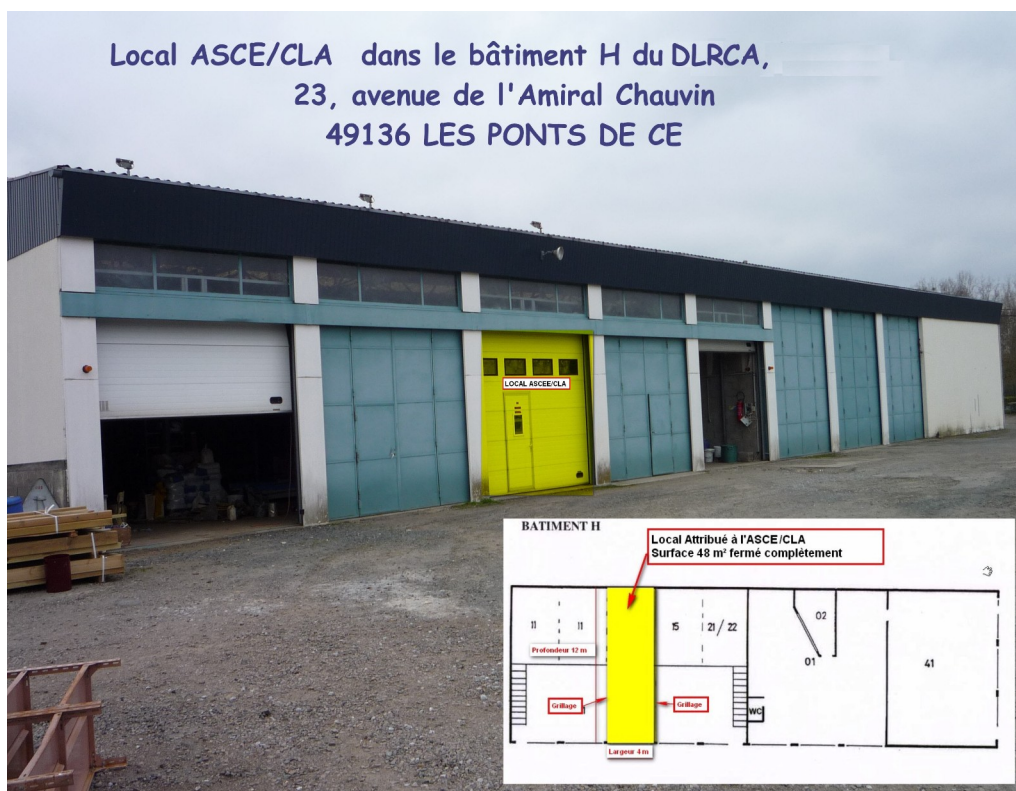 Local ASCE/CLA dans le bâtiment H du DLRCA,
23, avenue de l'Amiral Chauvin
49136 LES PONTS DE CE
LOCAL ASCEE/CLA
BATIMENT H
Local Attribué à l'ASCE/CLA
Surface 48 m² fermé complétement
11
11
15
21/22
02
Profondeur 12 m
01
41
Grillage
Grillage
WC
Largeur 4 m